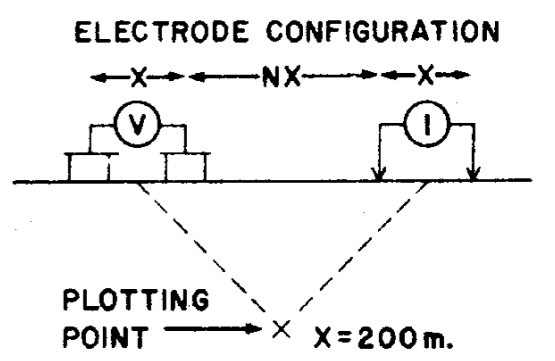 ELECTRODE CONFIGURATION
X NX X
V I
PLOTTING
POINT X X=200m.